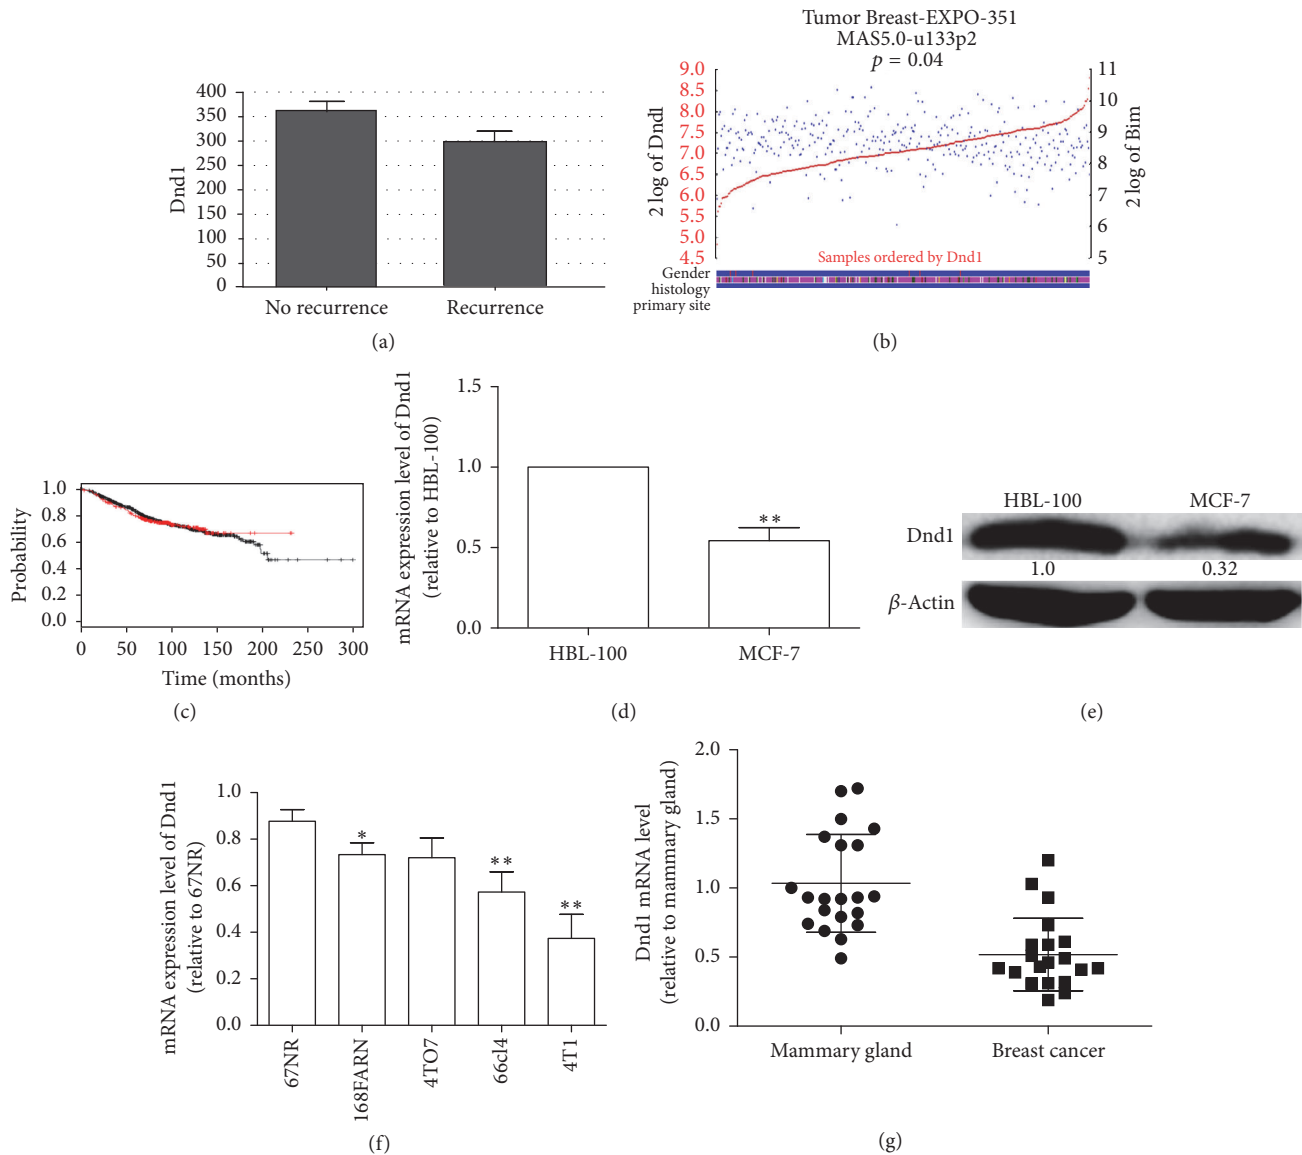 400
350
300
250
200
150
100
50
0
Dnd1
No recurrence
Recurrence
(a)
Tumor Breast-EXPO-351
MAS5.0-u133p2
p = 0.04
9.0
8.5
8.0
7.5
7.0
6.5
6.0
5.5
5.0
4.5
2 log of Dnd1
11
10
9
8
7
6
5
2 log of Bim
Samples ordered by Dnd1
Gender
histology
primary site
(b)
1.0
0.8
0.6
0.4
0.2
0.0
Probability
0 50 100 150 200 250 300
Time (months)
(c)
mRNA expression level of Dnd1
(relative to HBL-100)
1.5
1.0
0.5
0.0
**
HBL-100
MCF-7
(d)
HBL-100
MCF-7
Dnd1
1.0
0.32
β-Actin
(e)
mRNA expression level of Dnd1
(relative to 67NR)
1.0
0.8
0.6
0.4
0.2
0.0
*
**
**
67NR
168FARN
4TO7
66cl4
4T1
(f)
Dnd1 mRNA level
(relative to mammary gland)
2.0
1.5
1.0
0.5
0.0
Mammary gland
Breast cancer
(g)